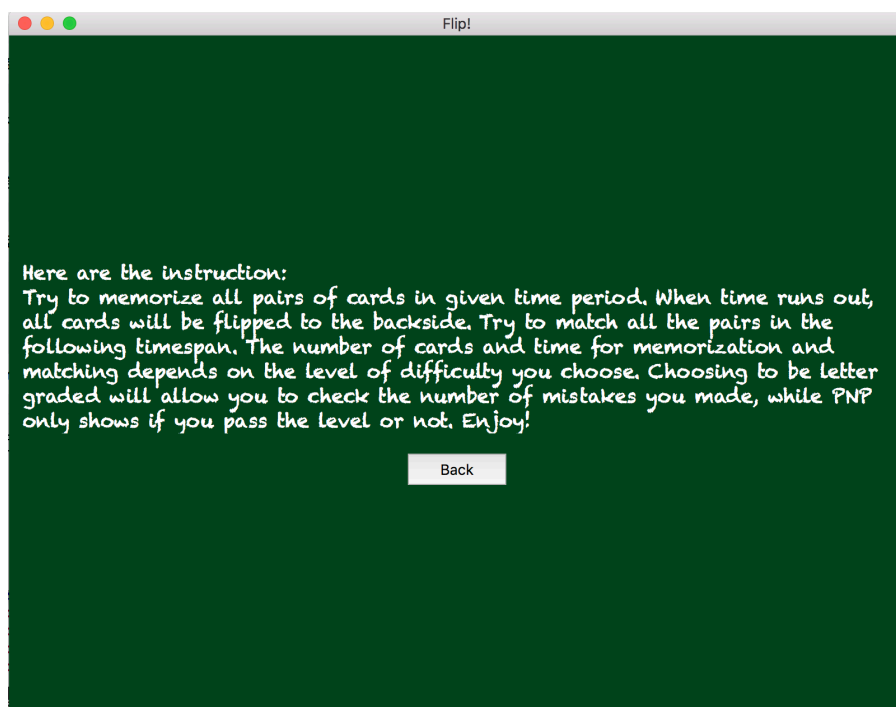 Flip!
Here are the instruction:
Try to memorize all pairs of cards in given time period. When time runs out,
all cards will be flipped to the backside. Try to match all the pairs in the
following timespan. The number of cards and time for memorization and
matching depends on the level of difficulty you choose. Choosing to be letter
graded will allow you to check the number of mistakes you made, while PNP
only shows if you pass the level or not. Enjoy!
Back